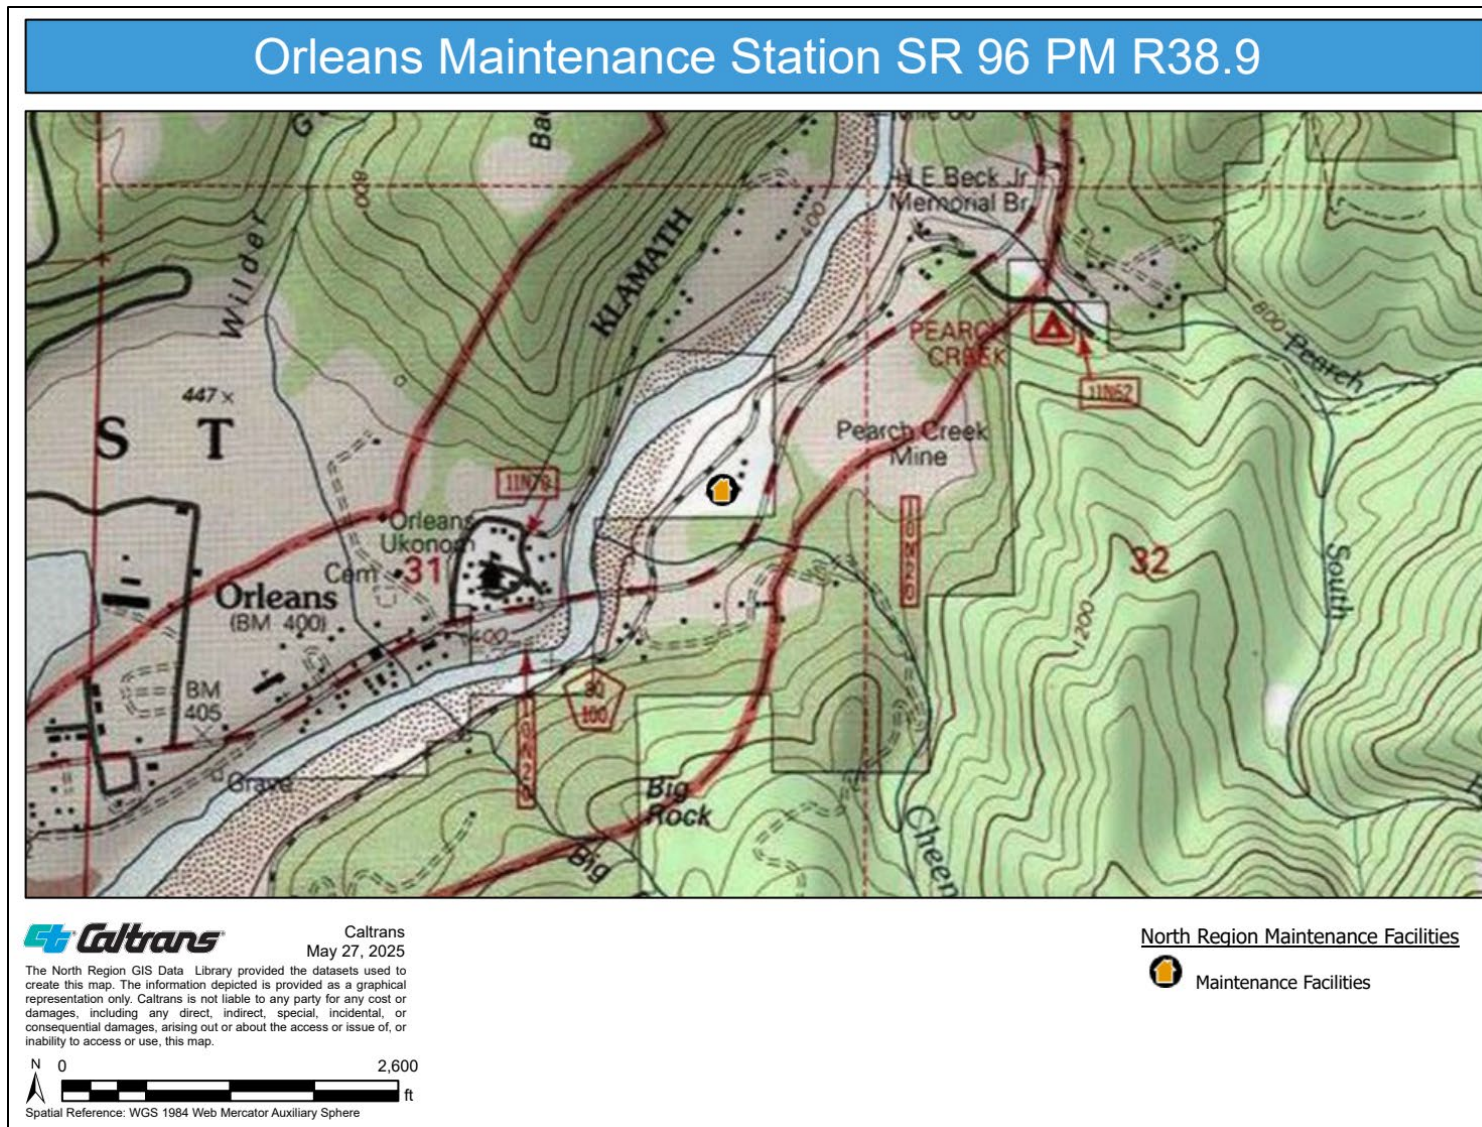 Orleans Maintenance Station SR 96 PM R38.9
H E Beck Jr
Memorial Br
Wilder
800
KLAMATH
400
PEARCH
CREEK
800
Pearch
11N52
447
S T
Pearch Creek
Mine
Orleans
Ukonom
Cem
31
Orleans
(BM 400)
400
32
1200
South
BM
405
Grave
Big
Rock
Big
Cheen
Caltrans
Caltrans
May 27, 2025
The North Region GIS Data Library provided the datasets used to
create this map. The information depicted is provided as a graphical
representation only. Caltrans is not liable to any party for any cost or
damages, including any direct, indirect, special, incidental, or
consequential damages, arising out or about the access or issue of, or
inability to access or use, this map.
N 0 2,600
ft
Spatial Reference: WGS 1984 Web Mercator Auxiliary Sphere
North Region Maintenance Facilities
Maintenance Facilities